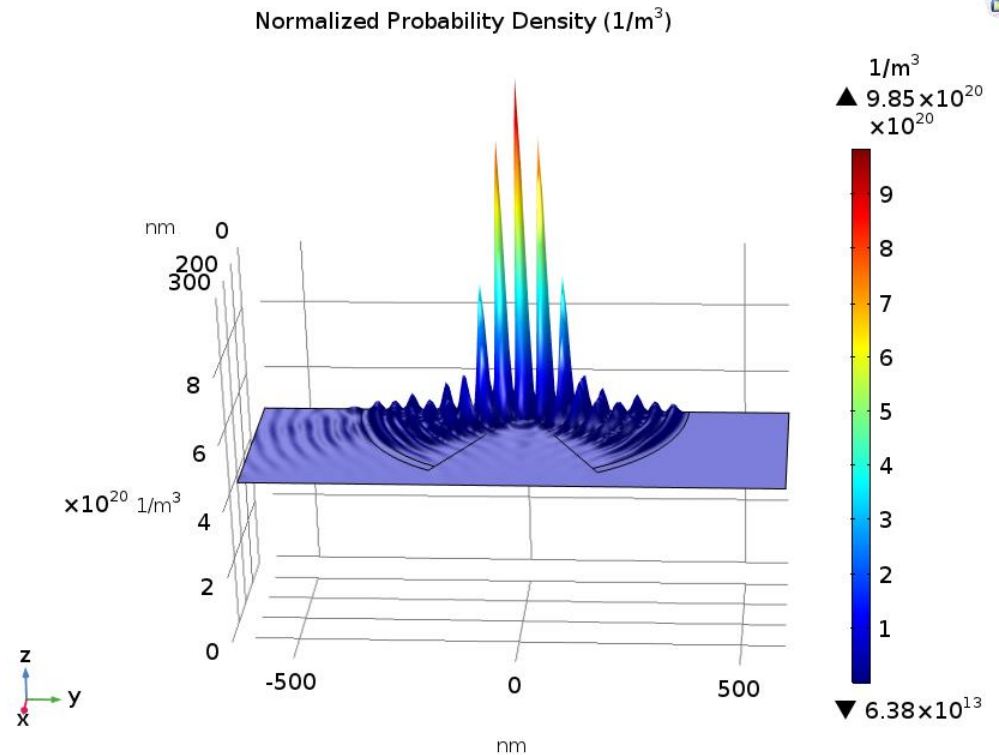 Normalized Probability Density (1/m³)
1/m³
▲ 9.85×10²⁰
×10²⁰
9
8
7
6
5
4
3
2
1
▼ 6.38×10¹³
nm
0
200
300
8
6
×10²⁰ 1/m³
4
2
0
-500
0
500
nm
z
y
x